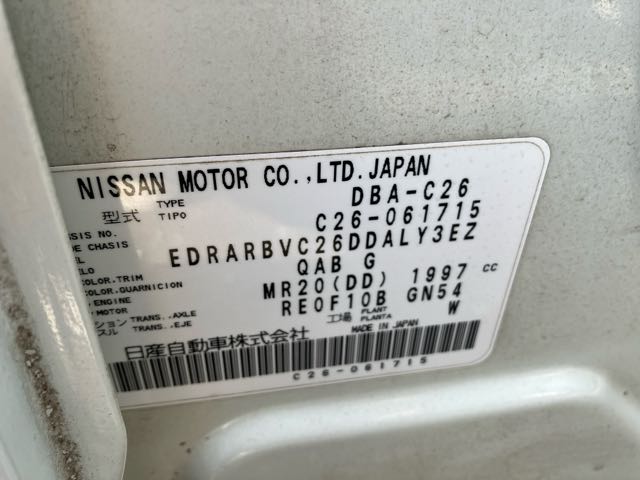 NISSAN MOTOR CO.,LTD.JAPAN
型式 TYPE TIPO DBA-C26
CHASSIS NO. C26-061715
EDRARBVC26DDALY3EZ
COLOR,TRIM QAB G
COLOR,GUARNICION
ENGINE MR20(DD) 1997 cc
MOTOR
TRANS.,AXLE RE0F10B GN54
TRANS.,EJE 工場 PLANT PLANTA W
日産自動車株式会社 MADE IN JAPAN
C26-061715